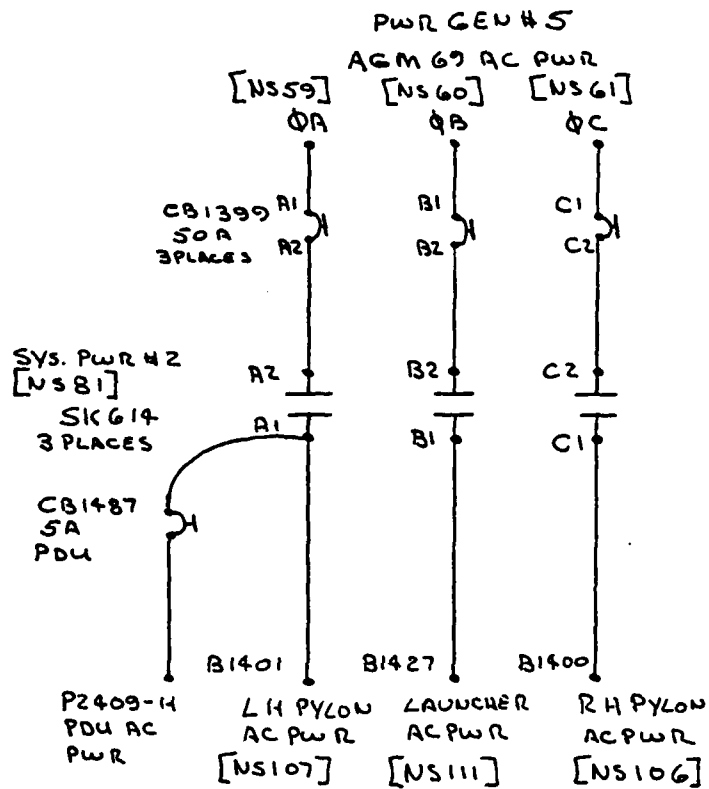 PWR GEN # 5
AGM 69 AC PWR
[NS59] [NS60] [NS61]
ΦA ΦB ΦC
A1 B1 C1
CB1399
50A
3 PLACES
A2 B2 C2
SYS. PWR #2
[NS81]
SK614
3 PLACES
A2 B2 C2
A1 B1 C1
CB1487
5A
PDU
B1401 B1427 B1400
P2409-H
PDU AC
PWR
LH PYLON
AC PWR
[NS107]
LAUNCHER
AC PWR
[NS111]
RH PYLON
AC PWR
[NS106]